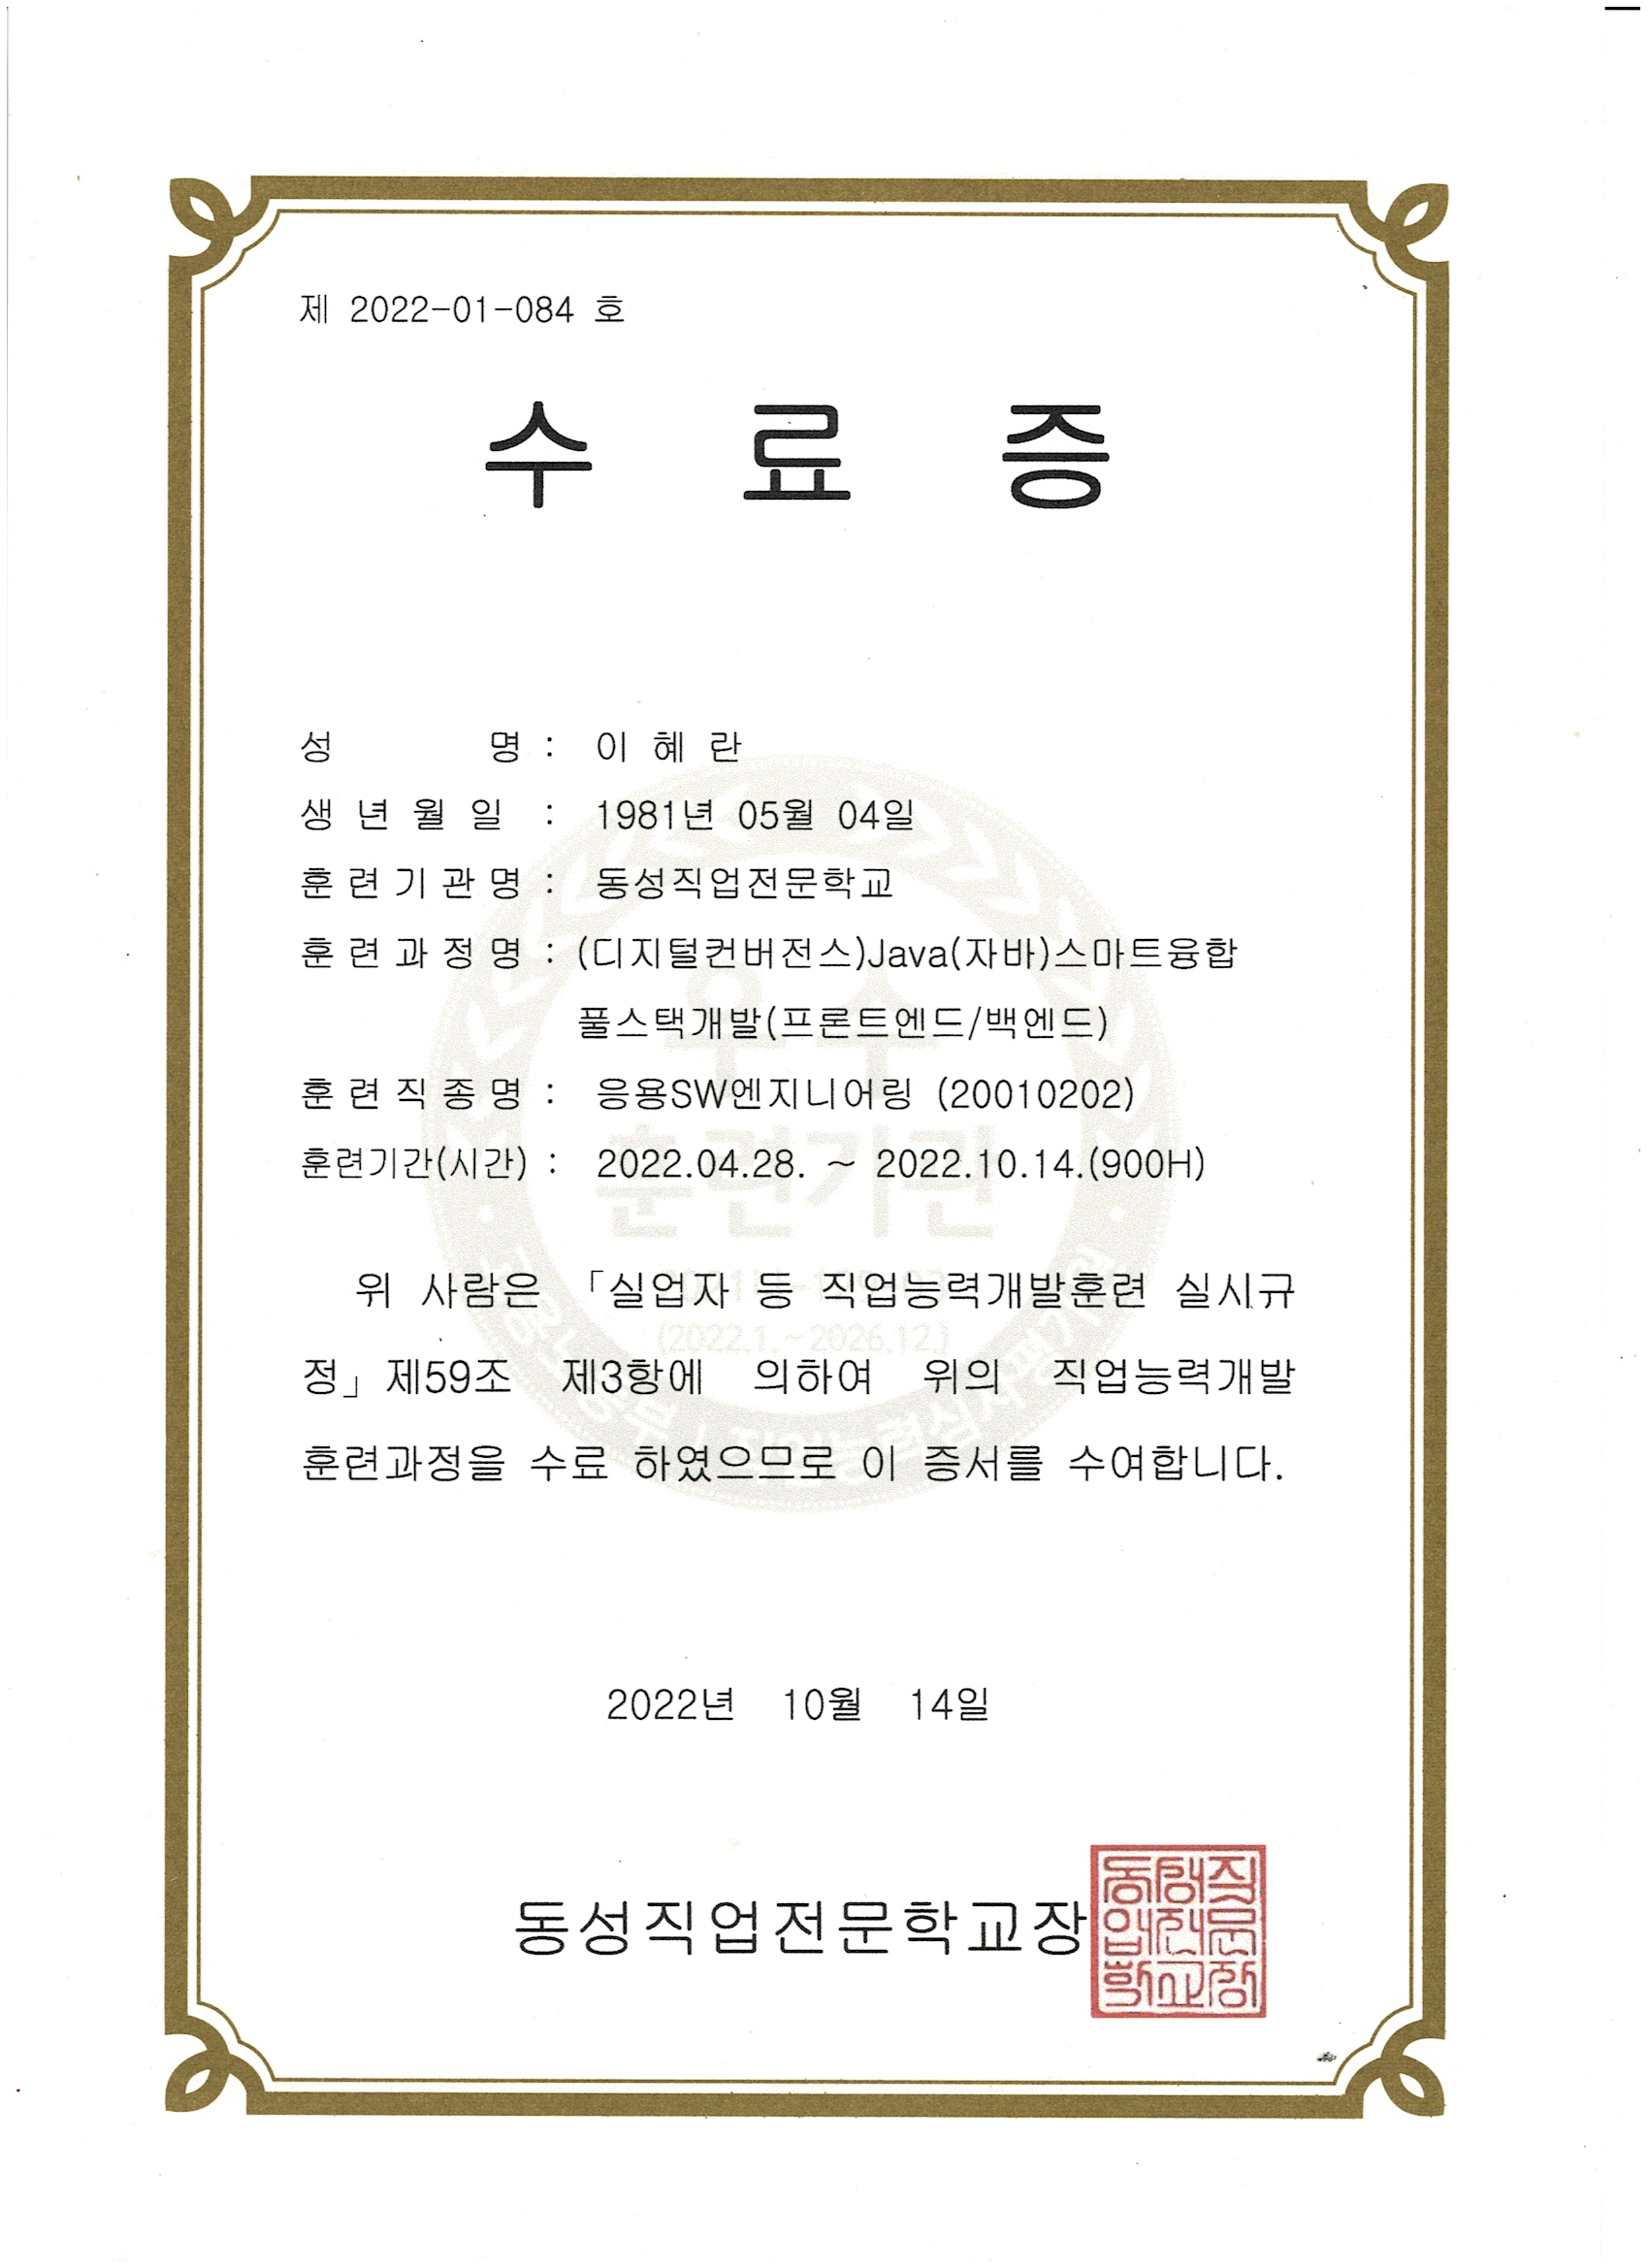 제 2022-01-084 호
수 료 증
성 명 : 이 혜 란
생 년 월 일 : 1981년 05월 04일
훈 련 기 관 명 : 동성직업전문학교
훈 련 과 정 명 : (디지털컨버전스)Java(자바)스마트융합
풀스택개발(프론트엔드/백엔드)
훈 련 직 종 명 : 응용SW엔지니어링 (20010202)
훈련기간(시간) : 2022.04.28. ~ 2022.10.14.(900H)
우수
훈련기관
(2022.1.~2026.12.)
위 사람은 「실업자 등 직업능력개발훈련 실시규
정」제59조 제3항에 의하여 위의 직업능력개발
훈련과정을 수료 하였으므로 이 증서를 수여합니다.
2022년 10월 14일
동성직업전문학교장
동성직
업전문
학교장